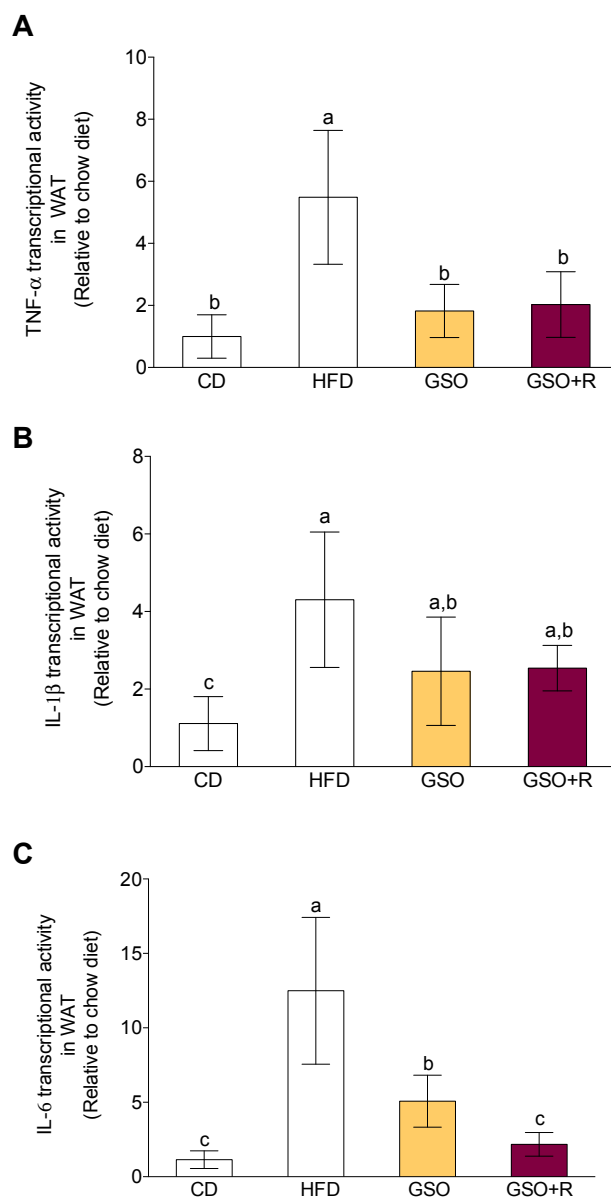 A
TNF-α transcriptional activity
in WAT
(Relative to chow diet)
10
8
6
4
2
0
b
a
b
b
CD HFD GSO GSO+R
B
IL-1β transcriptional activity
in WAT
(Relative to chow diet)
8
6
4
2
0
c
a
a,b
a,b
CD HFD GSO GSO+R
C
IL-6 transcriptional activity
in WAT
(Relative to chow diet)
20
15
10
5
0
c
a
b
c
CD HFD GSO GSO+R